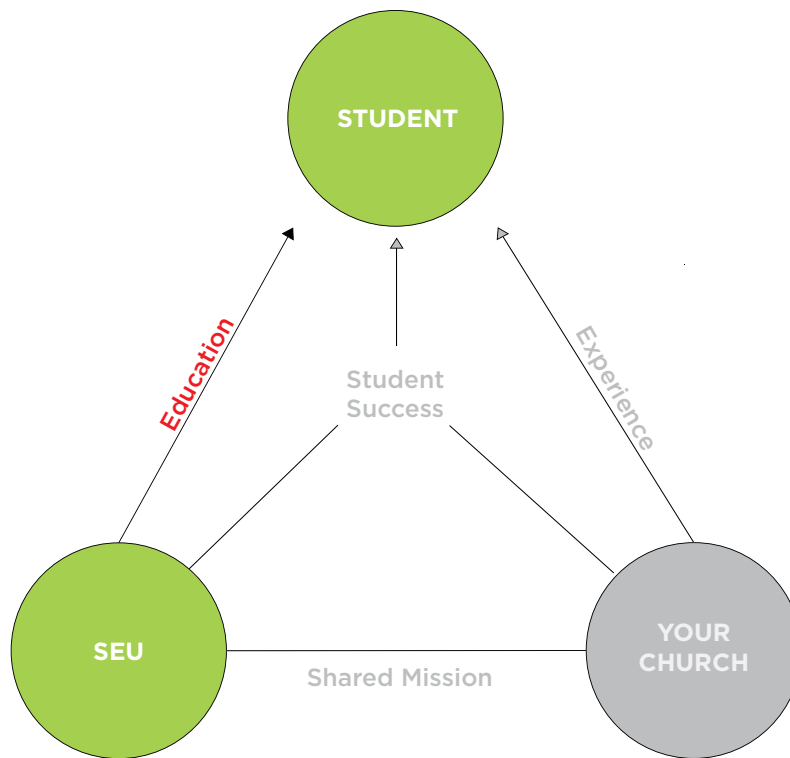 STUDENT
Education
Experience
Student
Success
SEU
YOUR
CHURCH
Shared Mission